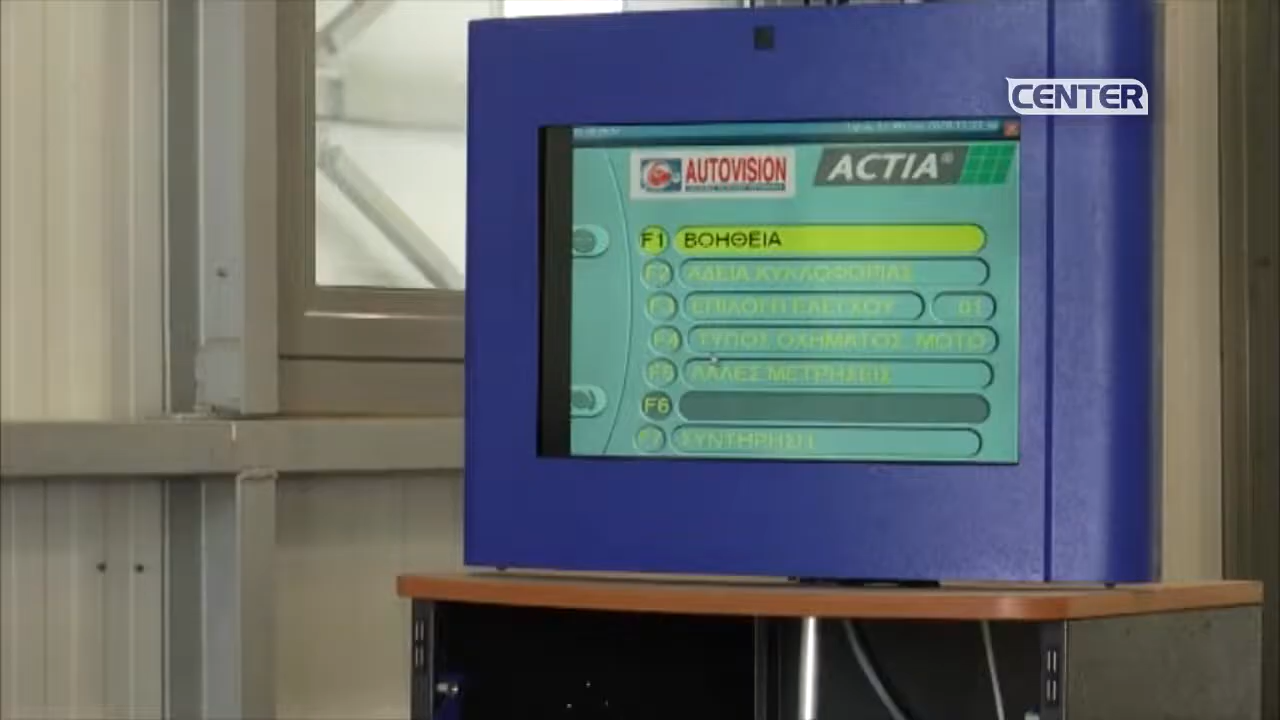 CENTER
AUTOVISION
ACTIA®
F1 ΒΟΗΘΕΙΑ
F2 ΑΔΕΙΑ ΚΥΚΛΟΦΟΡΙΑΣ
F3 ΕΠΙΛΟΓΗ ΕΛΕΓΧΟΥ 01
F4 ΤΥΠΟΣ ΟΧΗΜΑΤΟΣ ΜΟΤΟ
F5 ΑΛΛΕΣ ΜΕΤΡΗΣΕΙΣ
F6
F7 ΣΥΝΤΗΡΗΣΗ